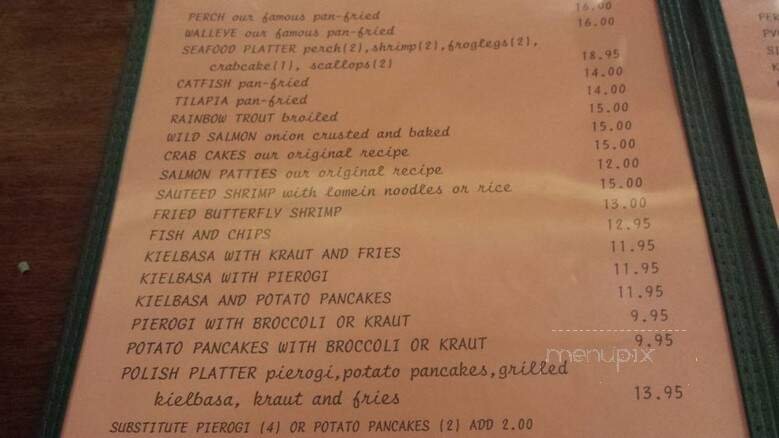 PERCH our famous pan-fried 16.00
WALLEYE our famous pan-fried 16.00
SEAFOOD PLATTER perch(2),shrimp(2),froglegs(2),
crabcake(1), scallops(2) 18.95
CATFISH pan-fried 14.00
TILAPIA pan-fried 14.00
RAINBOW TROUT broiled 15.00
WILD SALMON onion crusted and baked 15.00
CRAB CAKES our original recipe 15.00
SALMON PATTIES our original recipe 12.00
SAUTEED SHRIMP with lomein noodles or rice 15.00
FRIED BUTTERFLY SHRIMP 13.00
FISH AND CHIPS 12.95
KIELBASA WITH KRAUT AND FRIES 11.95
KIELBASA WITH PIEROGI 11.95
KIELBASA AND POTATO PANCAKES 11.95
PIEROGI WITH BROCCOLI OR KRAUT 9.95
POTATO PANCAKES WITH BROCCOLI OR KRAUT 9.95
menupix
POLISH PLATTER pierogi,potato pancakes,grilled
kielbasa, kraut and fries 13.95
SUBSTITUTE PIEROGI (4) OR POTATO PANCAKES (2) ADD 2.00